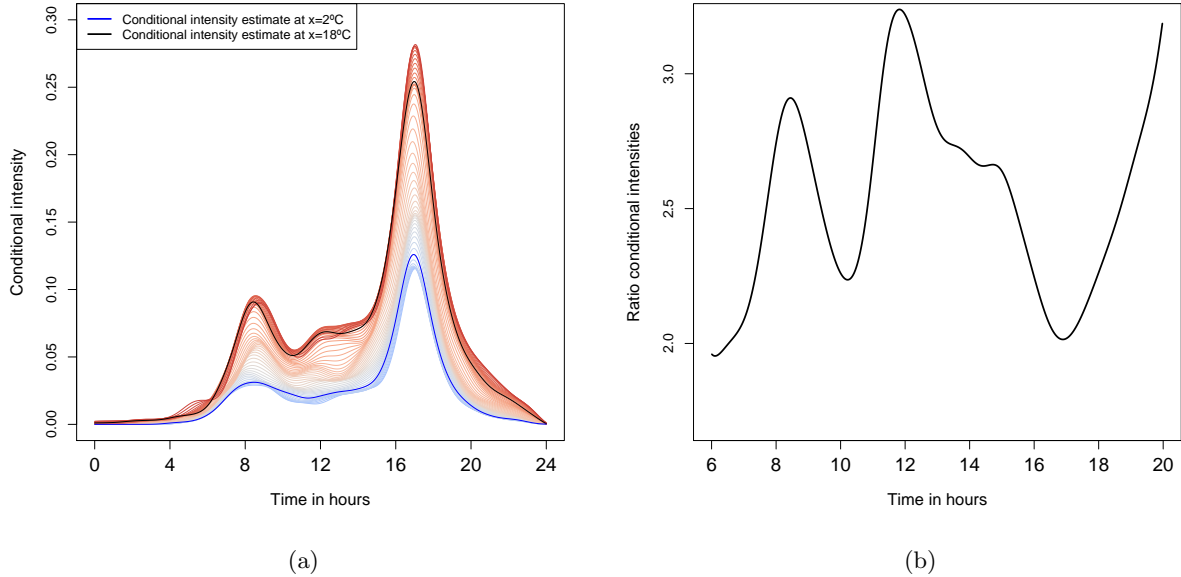 Conditional intensity estimate at x=2ºC
Conditional intensity estimate at x=18ºC
Conditional intensity
0.00
0.05
0.10
0.15
0.20
0.25
0.30
0 4 8 12 16 20 24
Time in hours
(a)
Ratio conditional intensities
2.0
2.5
3.0
6 8 10 12 14 16 18 20
Time in hours
(b)